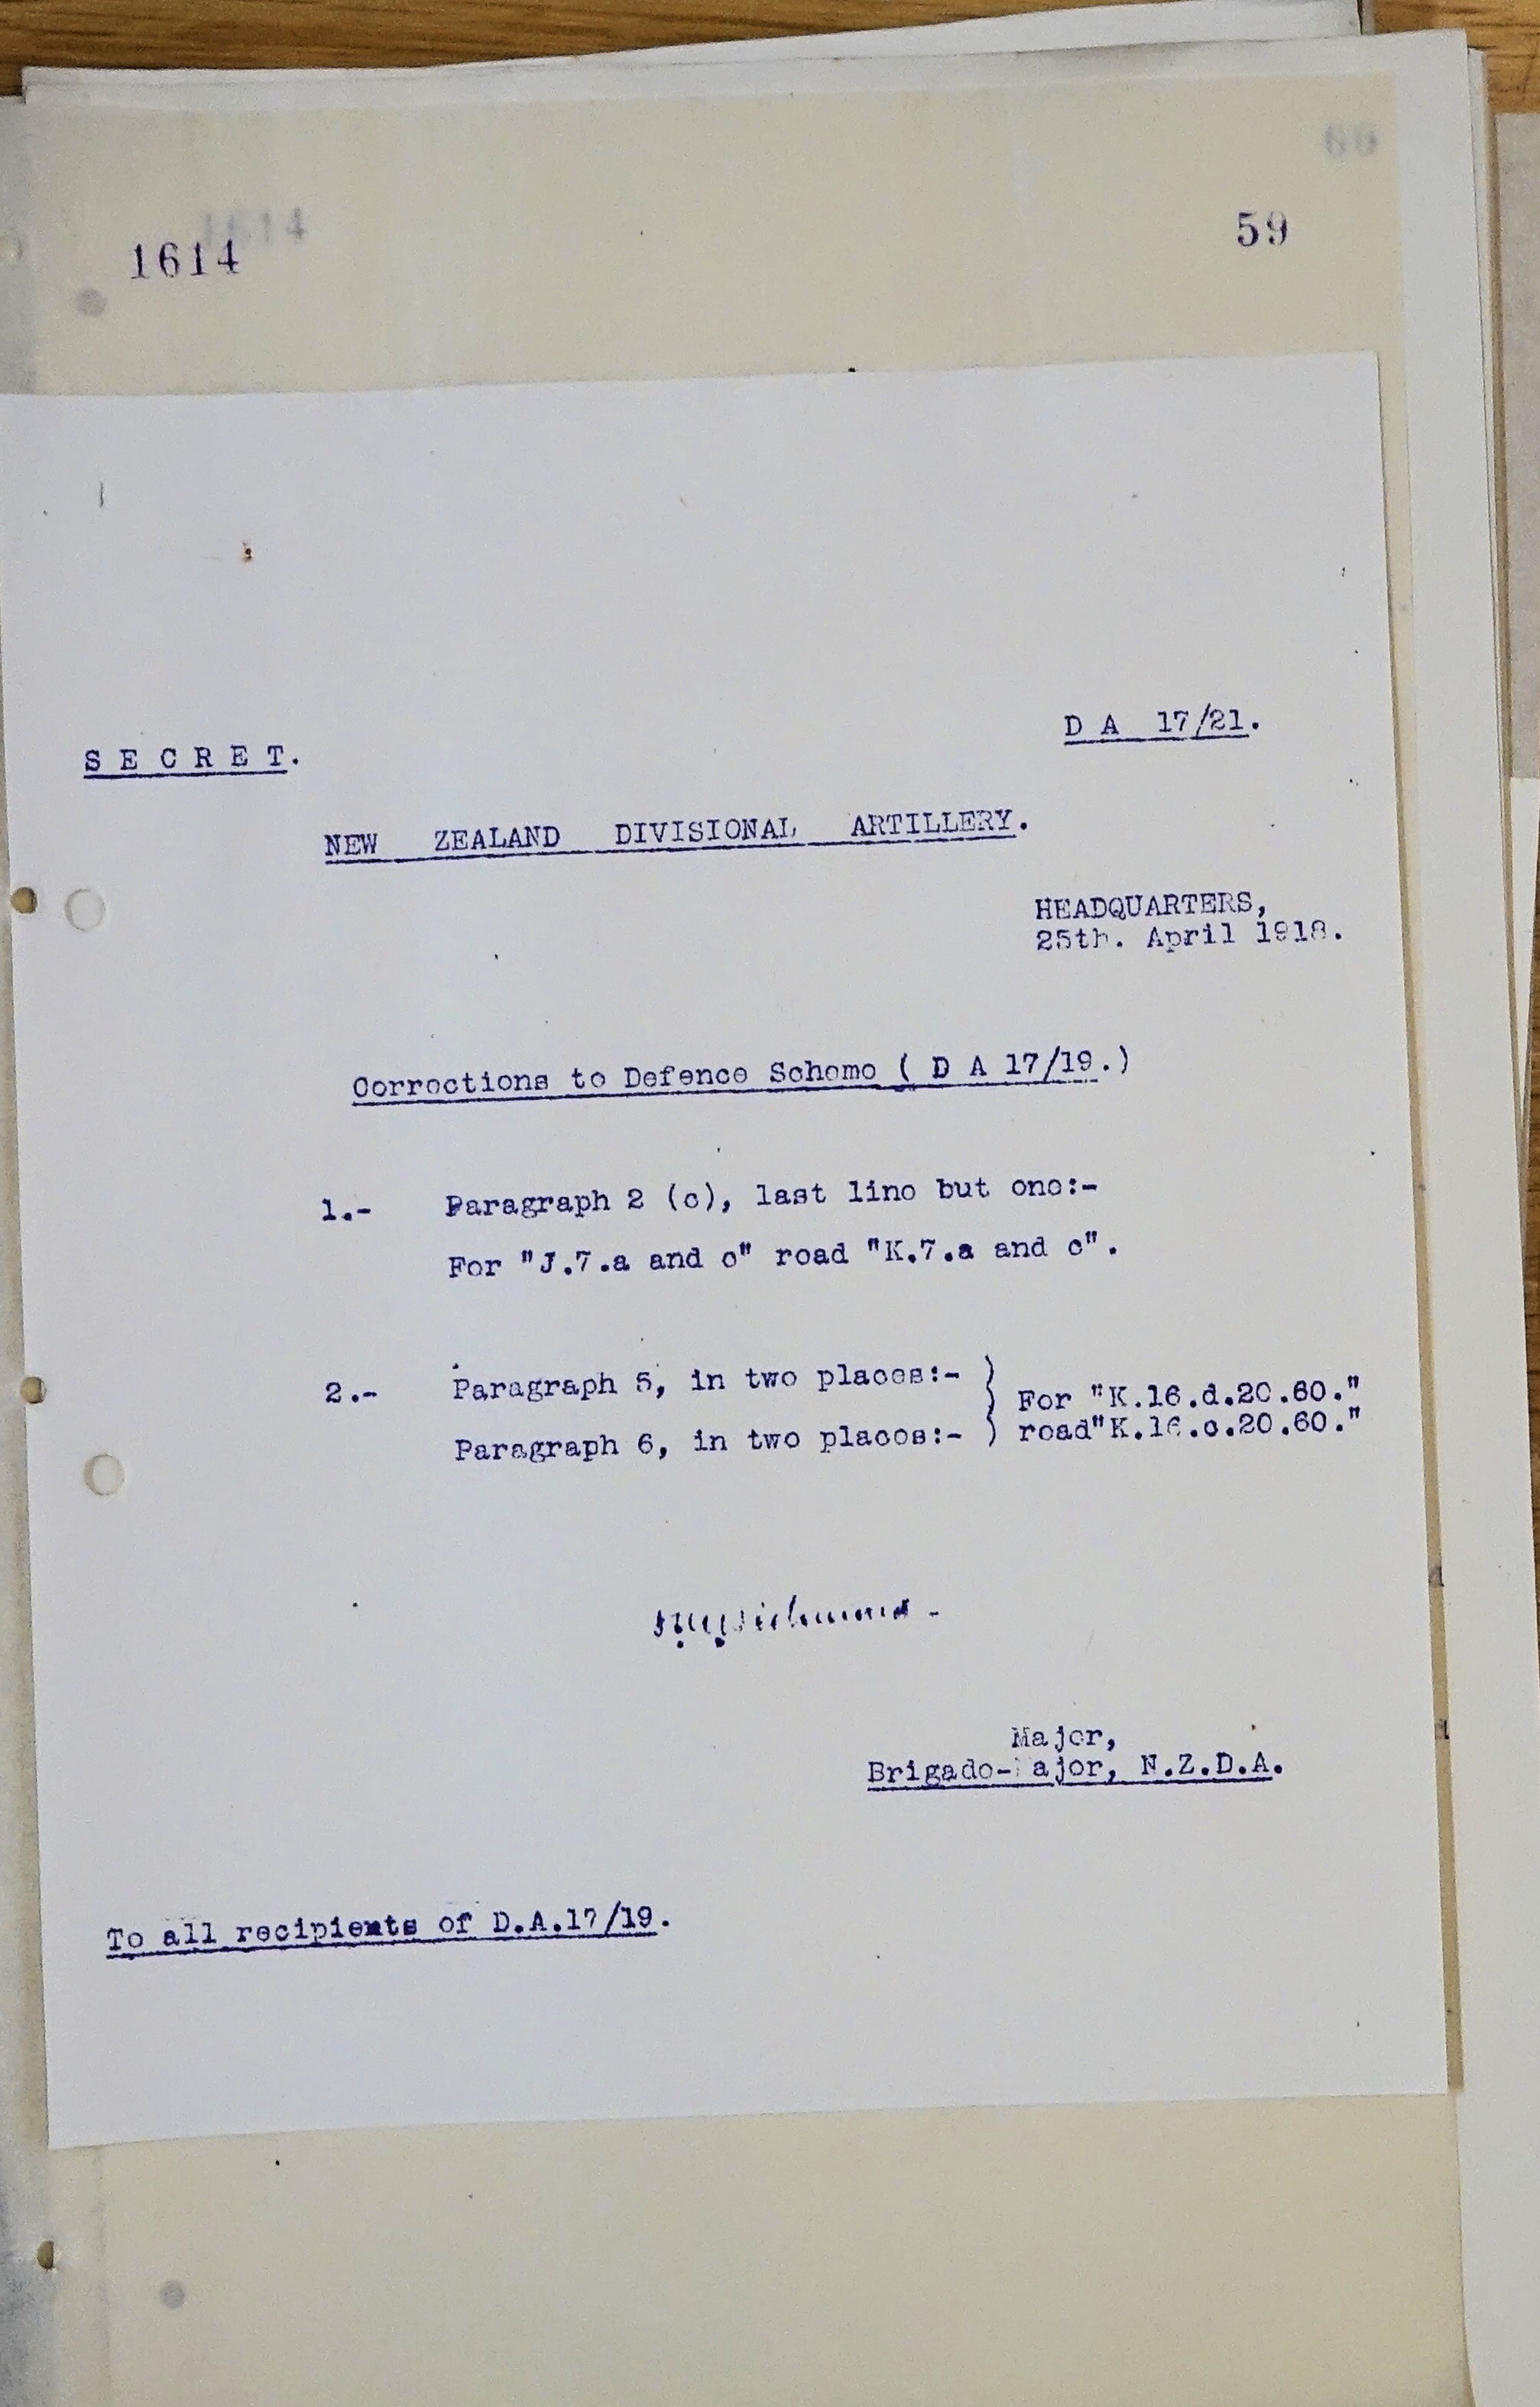 1614
59
D A 17/21.
S E C R E T.
NEW ZEALAND DIVISIONAL ARTILLERY.
HEADQUARTERS,
25th. April 1918.
Corrections to Defence Scheme ( D A 17/19.)
1.- Paragraph 2 (c), last line but one:-
For "J.7.a and c" read "K.7.a and c".
2.- Paragraph 5, in two places:- } For "K.16.d.20.60."
Paragraph 6, in two places:- ) read"K.16.c.20.60."
Major,
Brigade-Major, N.Z.D.A.
To all recipients of D.A.17/19.